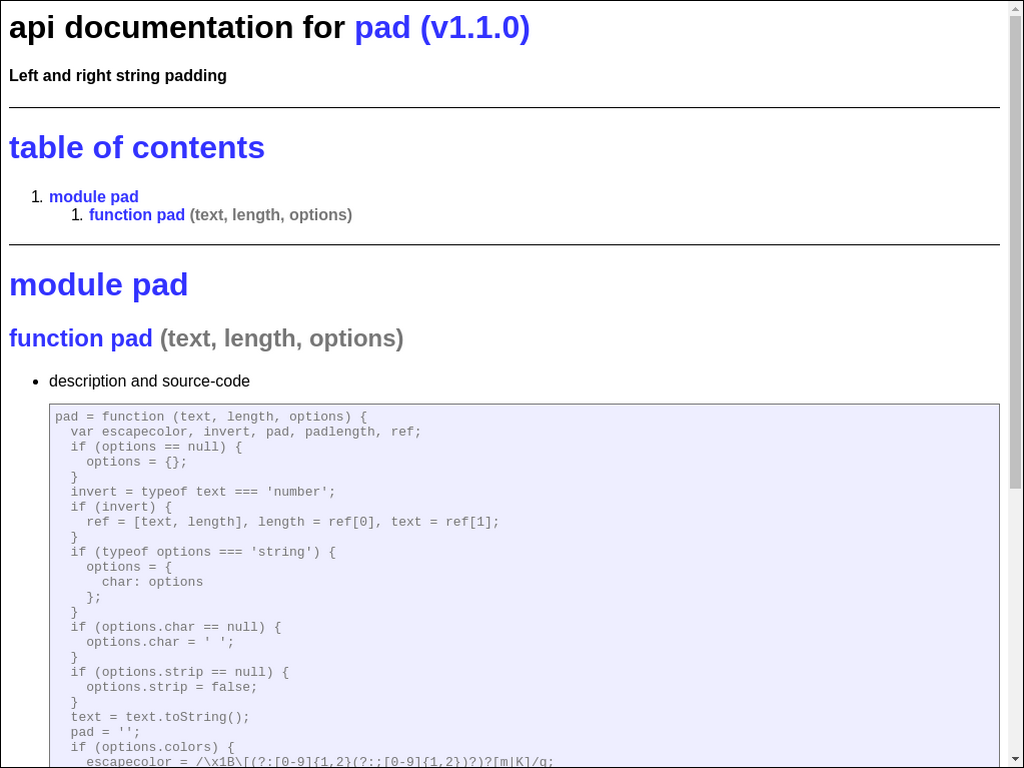 api documentation for pad (v1.1.0)
Left and right string padding
table of contents
1. module pad
1. function pad (text, length, options)
module pad
function pad (text, length, options)
• description and source-code
pad = function (text, length, options) {
  var escapecolor, invert, pad, padlength, ref;
  if (options == null) {
    options = {};
  }
  invert = typeof text === 'number';
  if (invert) {
    ref = [text, length], length = ref[0], text = ref[1];
  }
  if (typeof options === 'string') {
    options = {
      char: options
    };
  }
  if (options.char == null) {
    options.char = ' ';
  }
  if (options.strip == null) {
    options.strip = false;
  }
  text = text.toString();
  pad = '';
  if (options.colors) {
    escapecolor = /\x1B\[(?:[0-9]{1,2}(?:;[0-9]{1,2})?)?[m|K]/g;